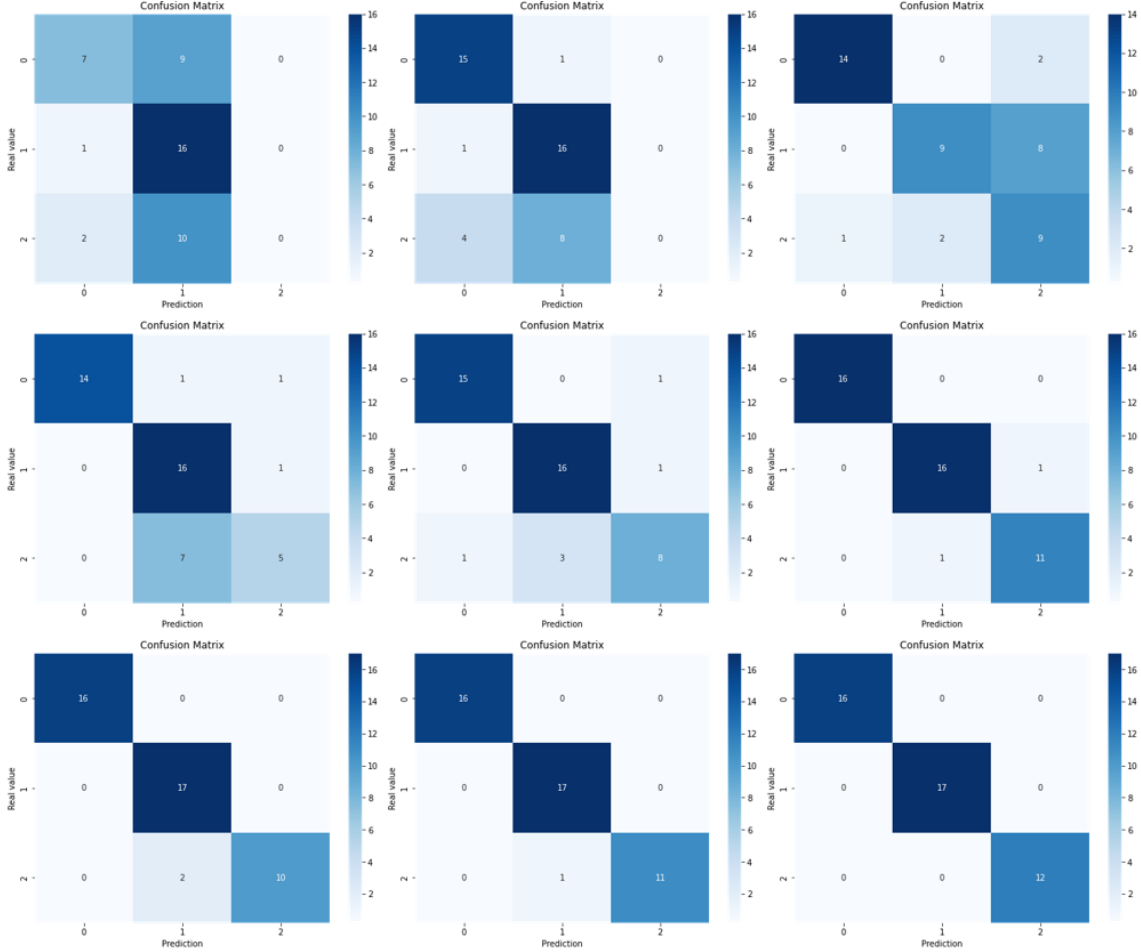 Confusion Matrix
Real value
0 7 9 0
1 1 16 0
2 2 10 0
0 1 2
Prediction
16
14
12
10
8
6
4
2
Confusion Matrix
Real value
0 15 1 0
1 1 16 0
2 4 8 0
0 1 2
Prediction
16
14
12
10
8
6
4
2
Confusion Matrix
Real value
0 14 0 2
1 0 9 8
2 1 2 9
0 1 2
Prediction
14
12
10
8
6
4
2
Confusion Matrix
Real value
0 14 1 1
1 0 16 1
2 0 7 5
0 1 2
Prediction
16
14
12
10
8
6
4
2
Confusion Matrix
Real value
0 15 0 1
1 0 16 1
2 1 3 8
0 1 2
Prediction
16
14
12
10
8
6
4
2
Confusion Matrix
Real value
0 16 0 0
1 0 16 1
2 0 1 11
0 1 2
Prediction
16
14
12
10
8
6
4
2
Confusion Matrix
Real value
0 16 0 0
1 0 17 0
2 0 2 10
0 1 2
Prediction
16
14
12
10
8
6
4
2
Confusion Matrix
Real value
0 16 0 0
1 0 17 0
2 0 1 11
0 1 2
Prediction
16
14
12
10
8
6
4
2
Confusion Matrix
Real value
0 16 0 0
1 0 17 0
2 0 0 12
0 1 2
Prediction
16
14
12
10
8
6
4
2